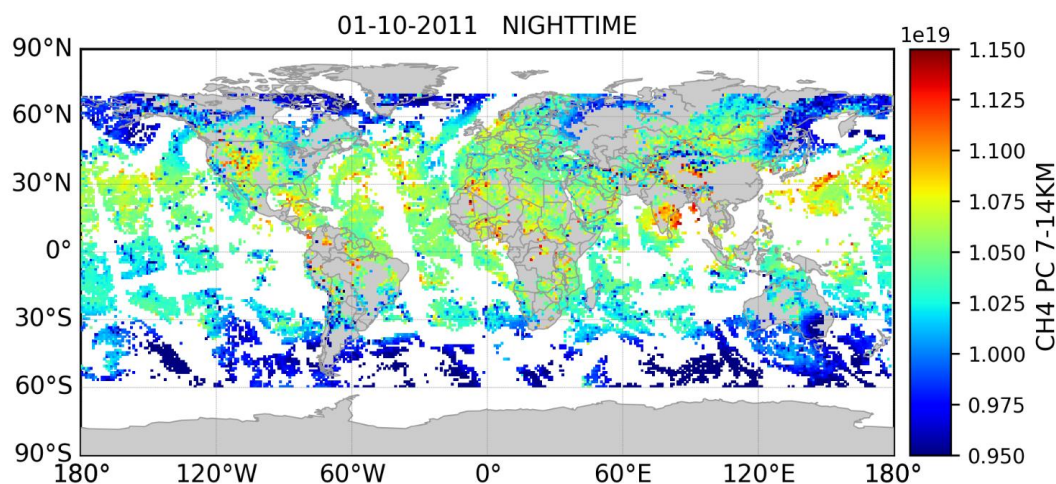 01-10-2011 NIGHTTIME
1e19
90°N
60°N
30°N
0°
30°S
60°S
90°S
180°
120°W
60°W
0°
60°E
120°E
180°
1.150
1.125
1.100
1.075
1.050
1.025
1.000
0.975
0.950
CH4 PC 7-14KM